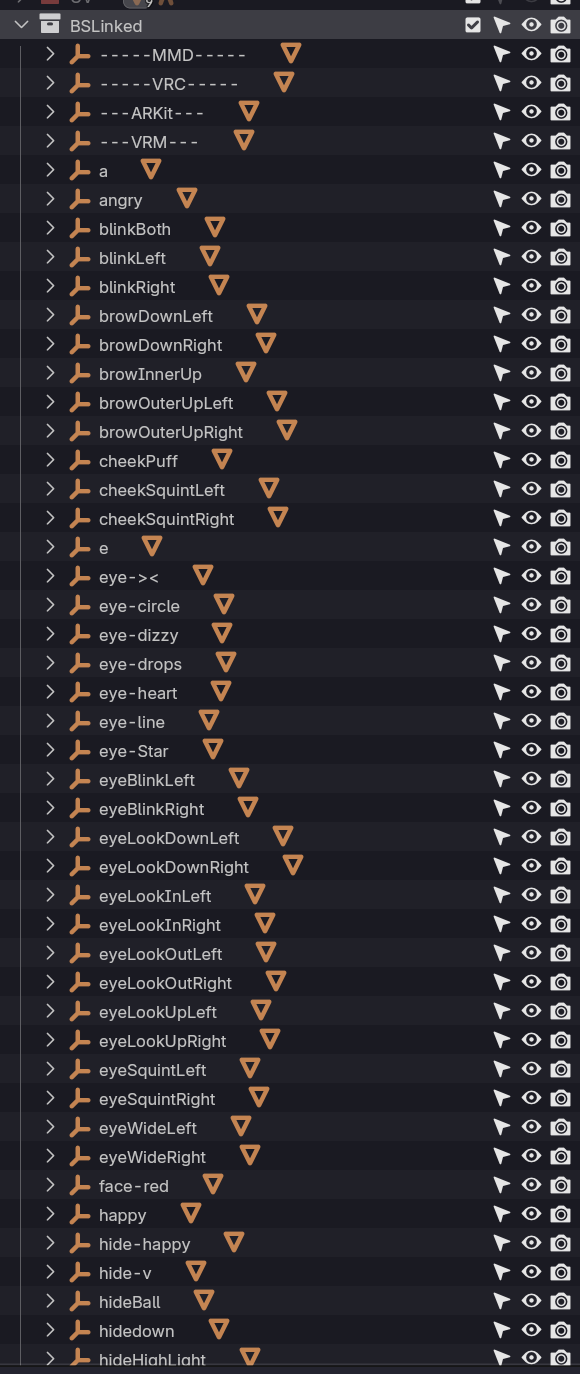 BSLinked
-----MMD-----
-----VRC-----
---ARKit---
---VRM---
a
angry
blinkBoth
blinkLeft
blinkRight
browDownLeft
browDownRight
browInnerUp
browOuterUpLeft
browOuterUpRight
cheekPuff
cheekSquintLeft
cheekSquintRight
e
eye-><
eye-circle
eye-dizzy
eye-drops
eye-heart
eye-line
eye-Star
eyeBlinkLeft
eyeBlinkRight
eyeLookDownLeft
eyeLookDownRight
eyeLookInLeft
eyeLookInRight
eyeLookOutLeft
eyeLookOutRight
eyeLookUpLeft
eyeLookUpRight
eyeSquintLeft
eyeSquintRight
eyeWideLeft
eyeWideRight
face-red
happy
hide-happy
hide-v
hideBall
hidedown
hideHighLight